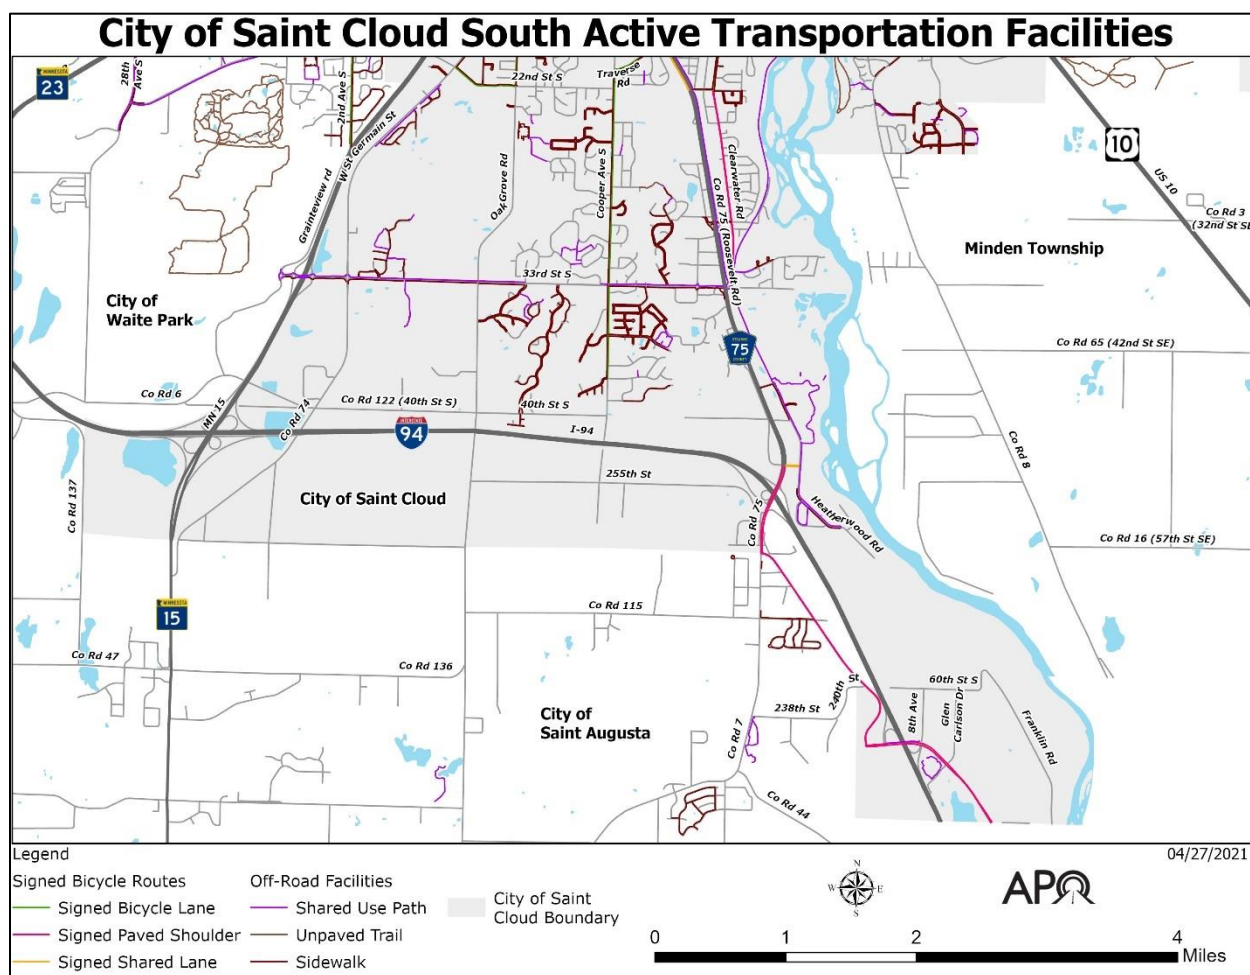 City of Saint Cloud South Active Transportation Facilities
MINNESOTA
23
28th
Ave S
2nd Ave S
W St Germain St
22nd St S
Traverse
Rd
10
US 10
Grainteview rd
Oak Grove Rd
Cooper Ave S
Clearwater Rd
Co Rd 75 (Roosevelt Rd)
Co Rd 3
(32nd St SE)
Minden Township
33rd St S
City of
Waite Park
75
Co Rd 65 (42nd St SE)
Co Rd 6
MN 15
Co Rd 74
Co Rd 122 (40th St S)
40th St S
INTERSTATE
94
I-94
Co Rd 8
Co Rd 137
City of Saint Cloud
255th St
Co Rd 75
Heatherwood Rd
Co Rd 16 (57th St SE)
MINNESOTA
15
Co Rd 115
Co Rd 47
Co Rd 136
240th St
60th St S
City of
Saint Augusta
238th St
Co Rd 7
8th Ave
Glen
Carlson Dr
Franklin Rd
Co Rd 44
Legend
04/27/2021
Signed Bicycle Routes
Off-Road Facilities
City of Saint
Cloud Boundary
Signed Bicycle Lane
Shared Use Path
Signed Paved Shoulder
Unpaved Trail
Signed Shared Lane
Sidewalk
N
W
E
S
APO
0
1
2
4
Miles